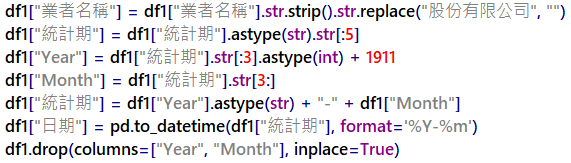 df1["業者名稱"] = df1["業者名稱"].str.strip().str.replace("股份有限公司", "")
df1["統計期"] = df1["統計期"].astype(str).str[:5]
df1["Year"] = df1["統計期"].str[:3].astype(int) + 1911
df1["Month"] = df1["統計期"].str[3:]
df1["統計期"] = df1["Year"].astype(str) + "-" + df1["Month"]
df1["日期"] = pd.to_datetime(df1["統計期"], format='%Y-%m')
df1.drop(columns=["Year", "Month"], inplace=True)